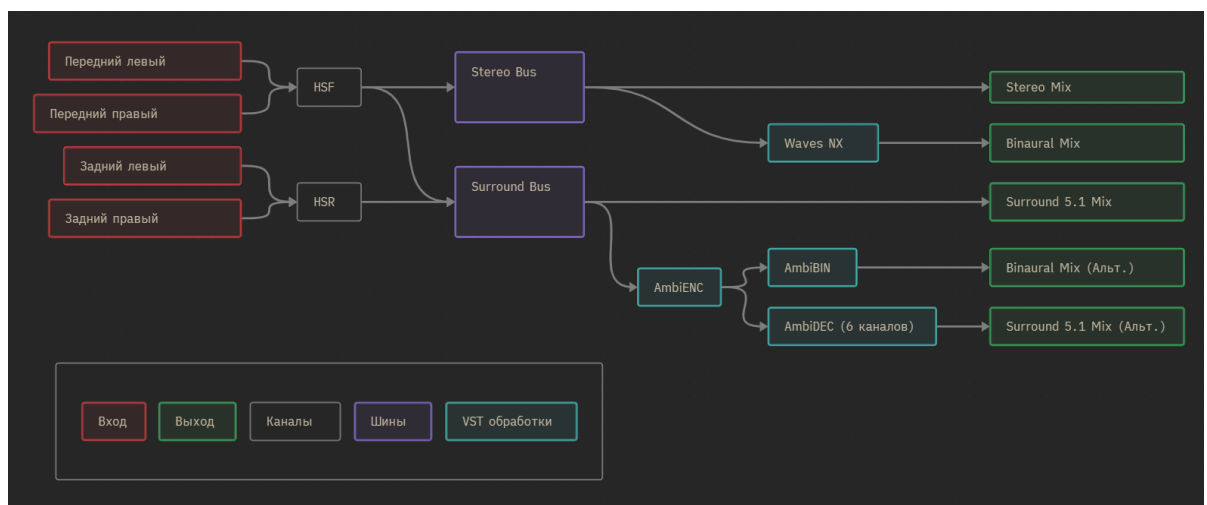 Передний левый
Передний правый
Задний левый
Задний правый
HSF
HSR
Stereo Bus
Surround Bus
Waves NX
AmbiENC
AmbiBIN
AmbiDEC (6 каналов)
Stereo Mix
Binaural Mix
Surround 5.1 Mix
Binaural Mix (Альт.)
Surround 5.1 Mix (Альт.)
Вход
Выход
Каналы
Шины
VST обработки